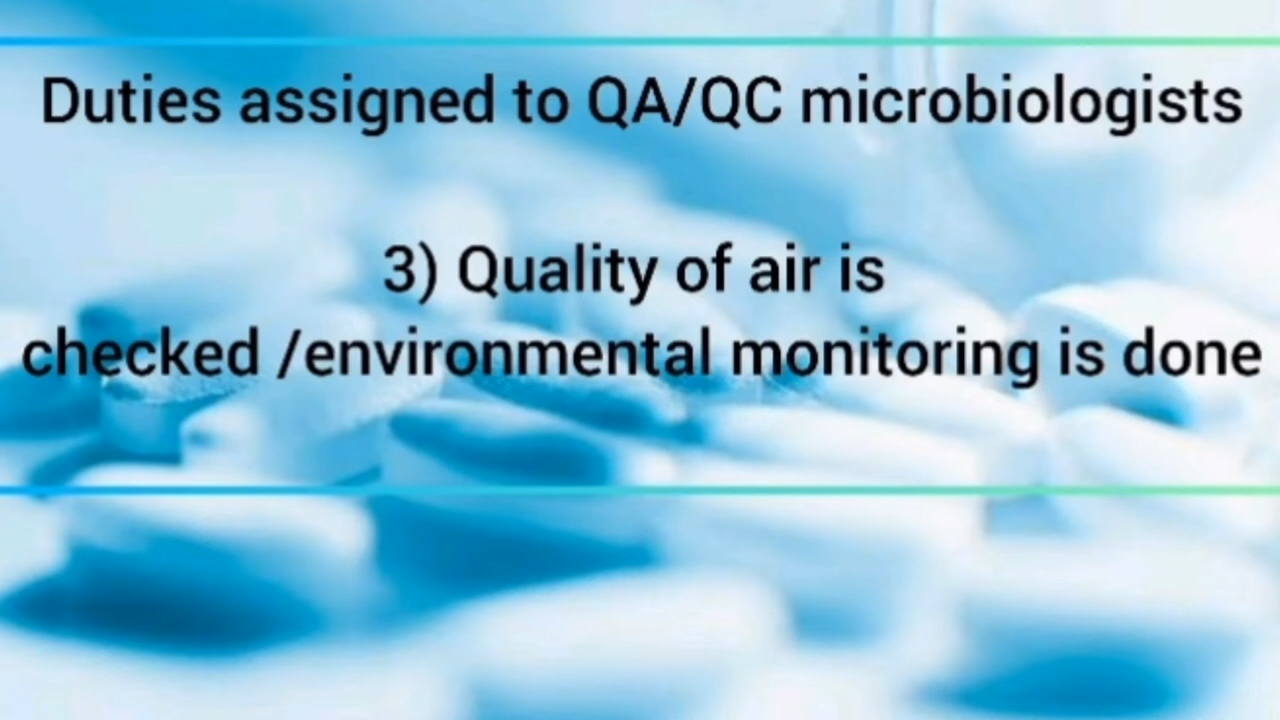 Duties assigned to QA/QC microbiologists
3) Quality of air is
checked /environmental monitoring is done